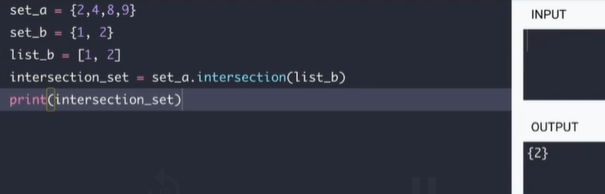 set_a = {2,4,8,9}
set_b = {1, 2}
list_b = [1, 2]
intersection_set = set_a.intersection(list_b)
print(intersection_set)
INPUT
OUTPUT
{2}